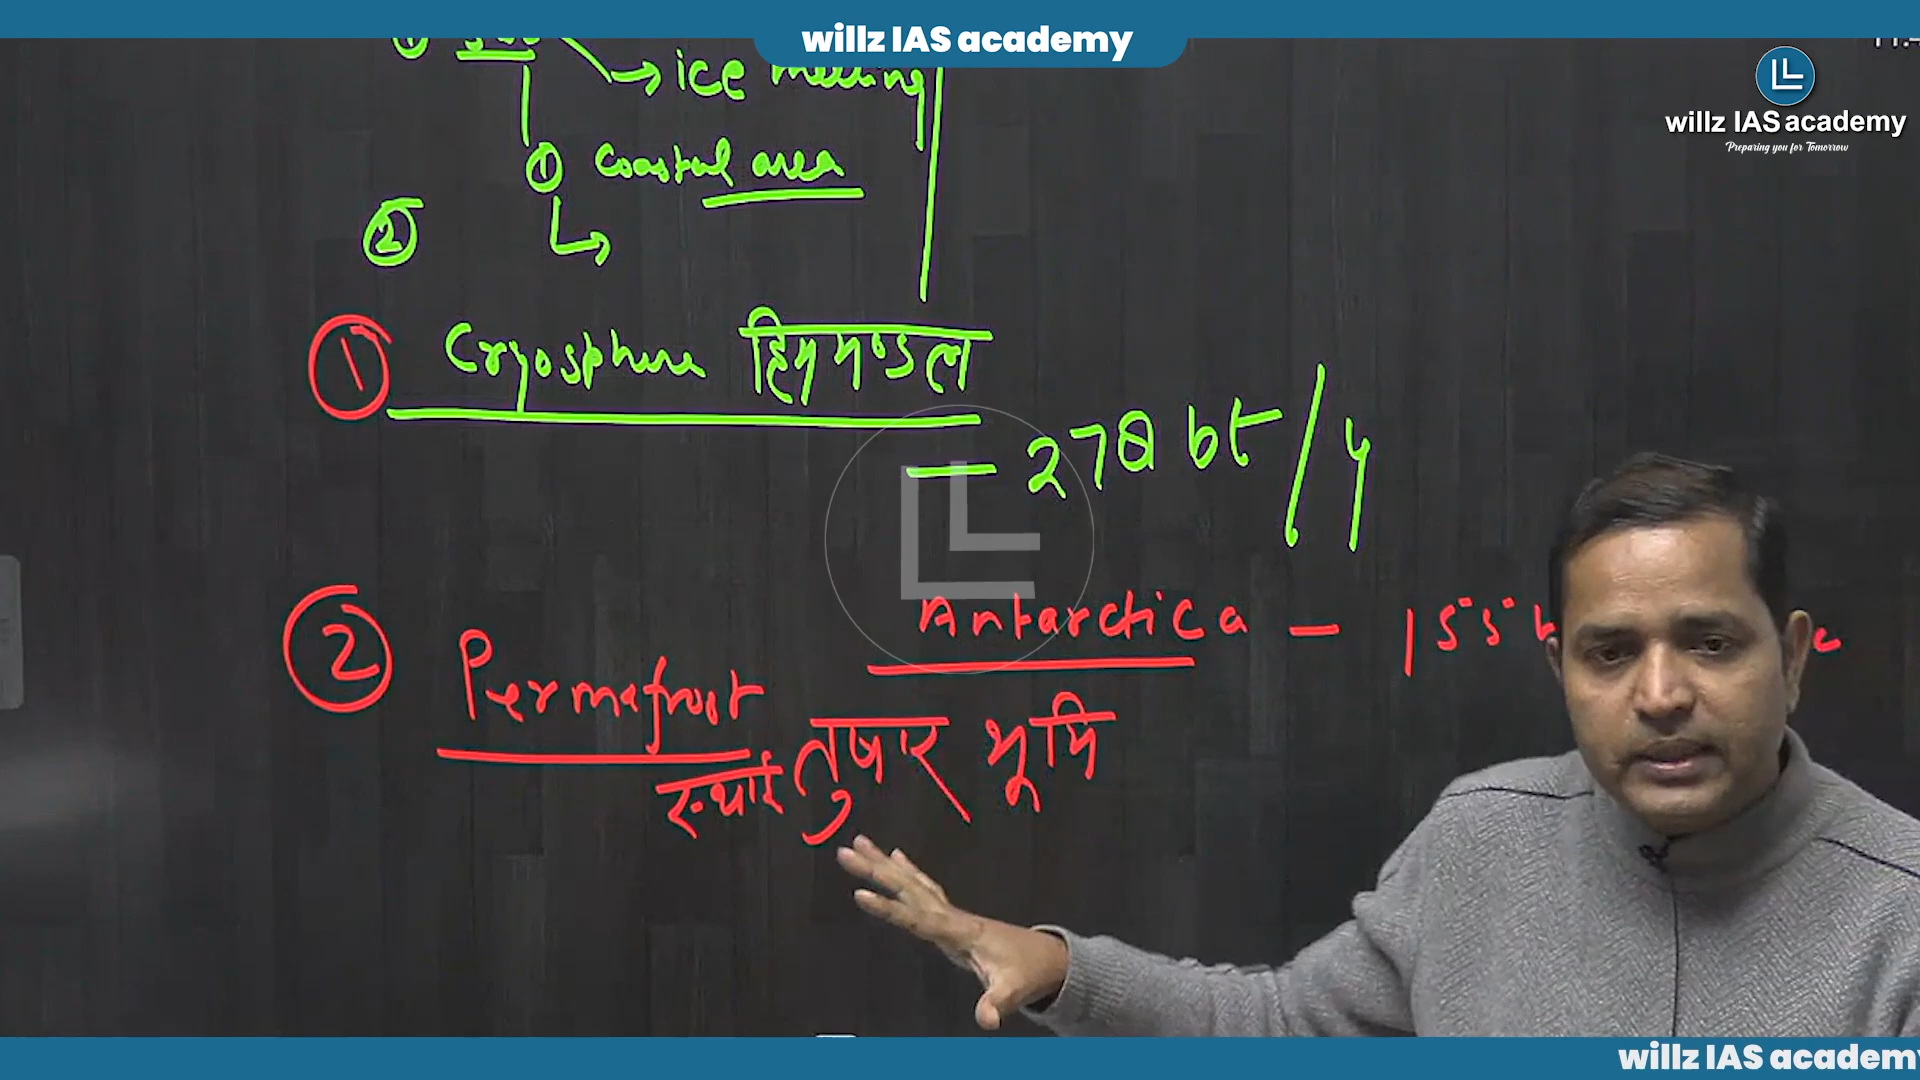 willz IAS academy
willz IAS academy
Preparing you for Tomorrow
→ ice melting
① Coastal area
②
① Cryosphere हिममण्डल
— 278 bt/y
② Permafrost
Antarctica — 155
स्थाई तुषार भूमि
willz IAS academy